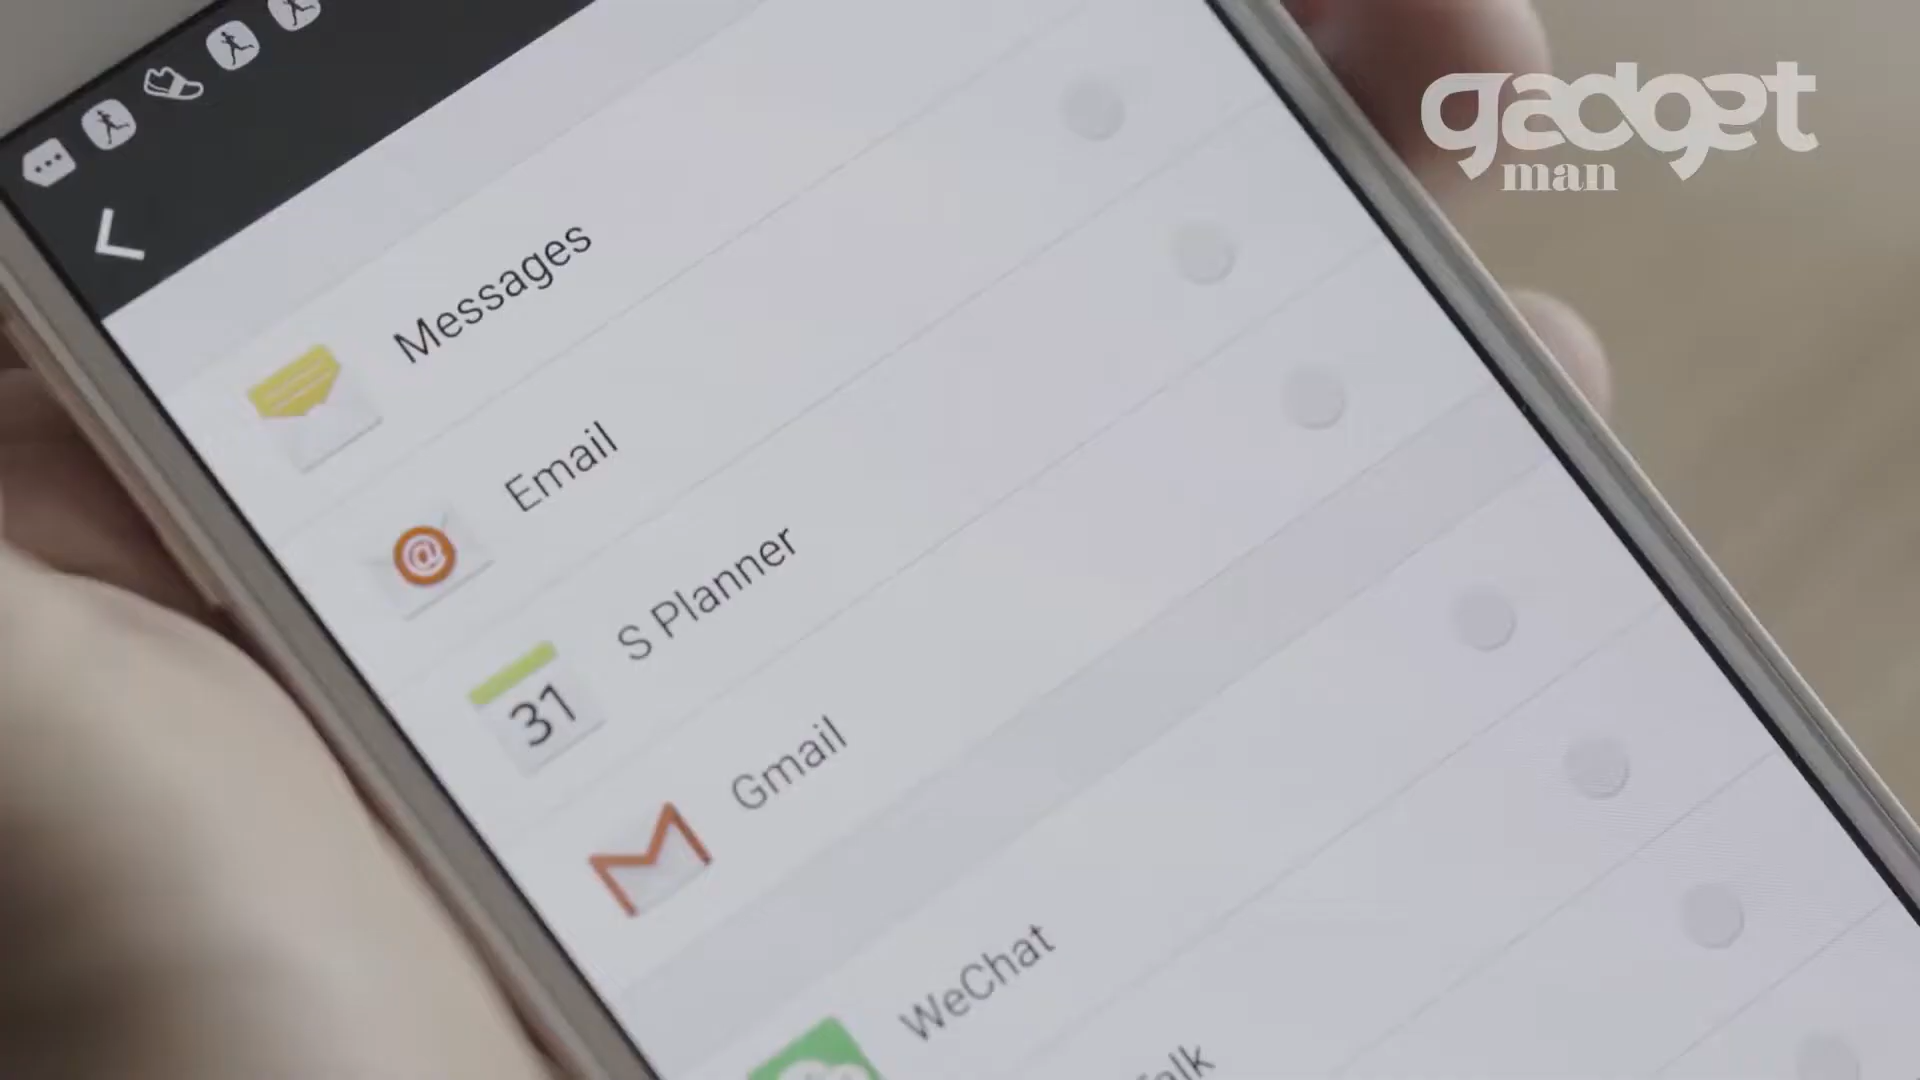 gadget
man
Messages
@
Email
31
S Planner
Gmail
WeChat